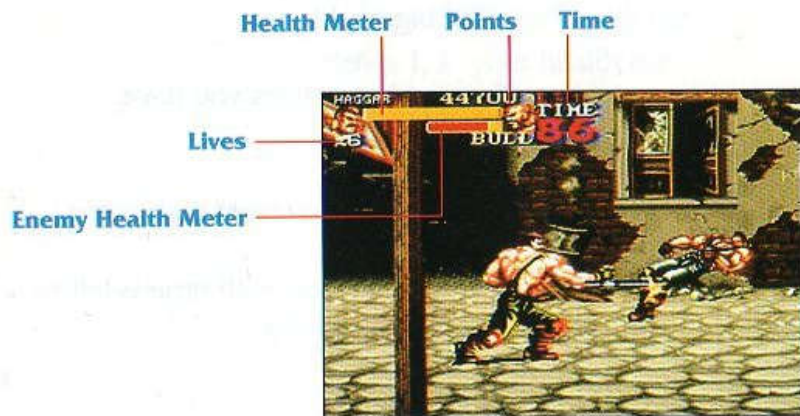 Health Meter Points Time
HAGGAR 44700
TIME
Lives
86
BULL
Enemy Health Meter